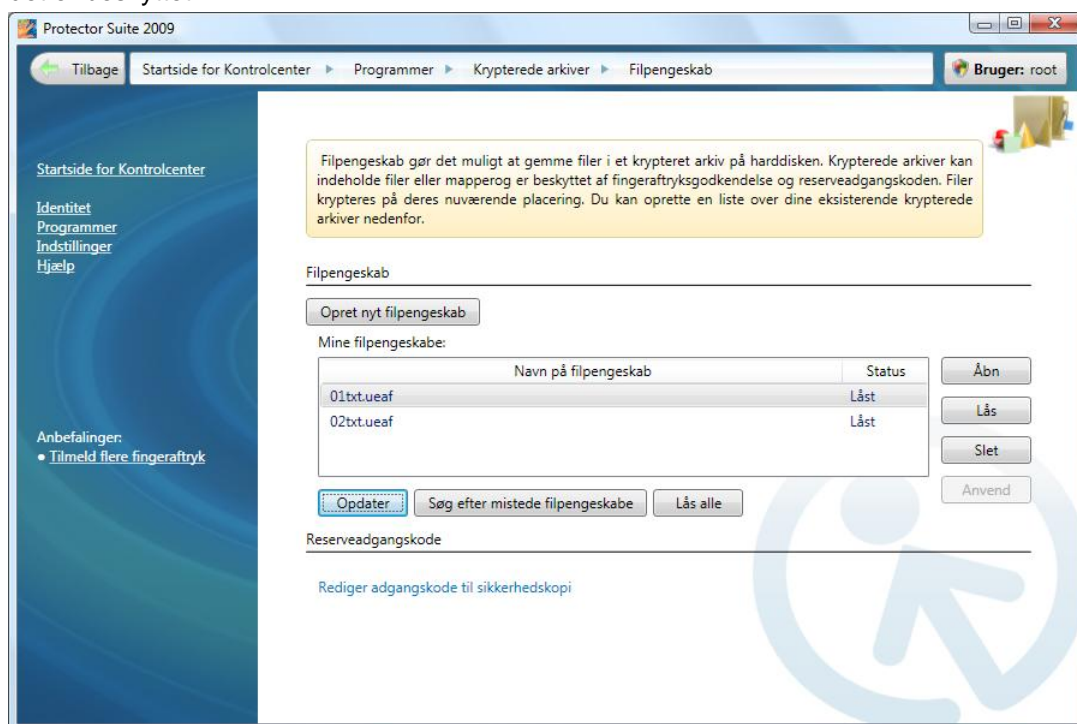 Protector Suite 2009
Tilbage
Startside for Kontrolcenter Programmer Krypterede arkiver Filpengeskab
Bruger: root
Startside for Kontrolcenter
Identitet
Programmer
Indstillinger
Hjælp
Anbefalinger:
• Tilmeld flere fingeraftryk
Filpengeskab gør det muligt at gemme filer i et krypteret arkiv på harddisken. Krypterede arkiver kan
indeholde filer eller mapperog er beskyttet af fingeraftryksgodkendelse og reserveadgangskoden. Filer
krypteres på deres nuværende placering. Du kan oprette en liste over dine eksisterende krypterede
arkiver nedenfor.
Filpengeskab
Opret nyt filpengeskab
Mine filpengeskabe:
Navn på filpengeskab Status
01txt.ueaf Låst
02txt.ueaf Låst
Åbn
Lås
Slet
Anvend
Opdater Søg efter mistede filpengeskabe Lås alle
Reserveadgangskode
Rediger adgangskode til sikkerhedskopi